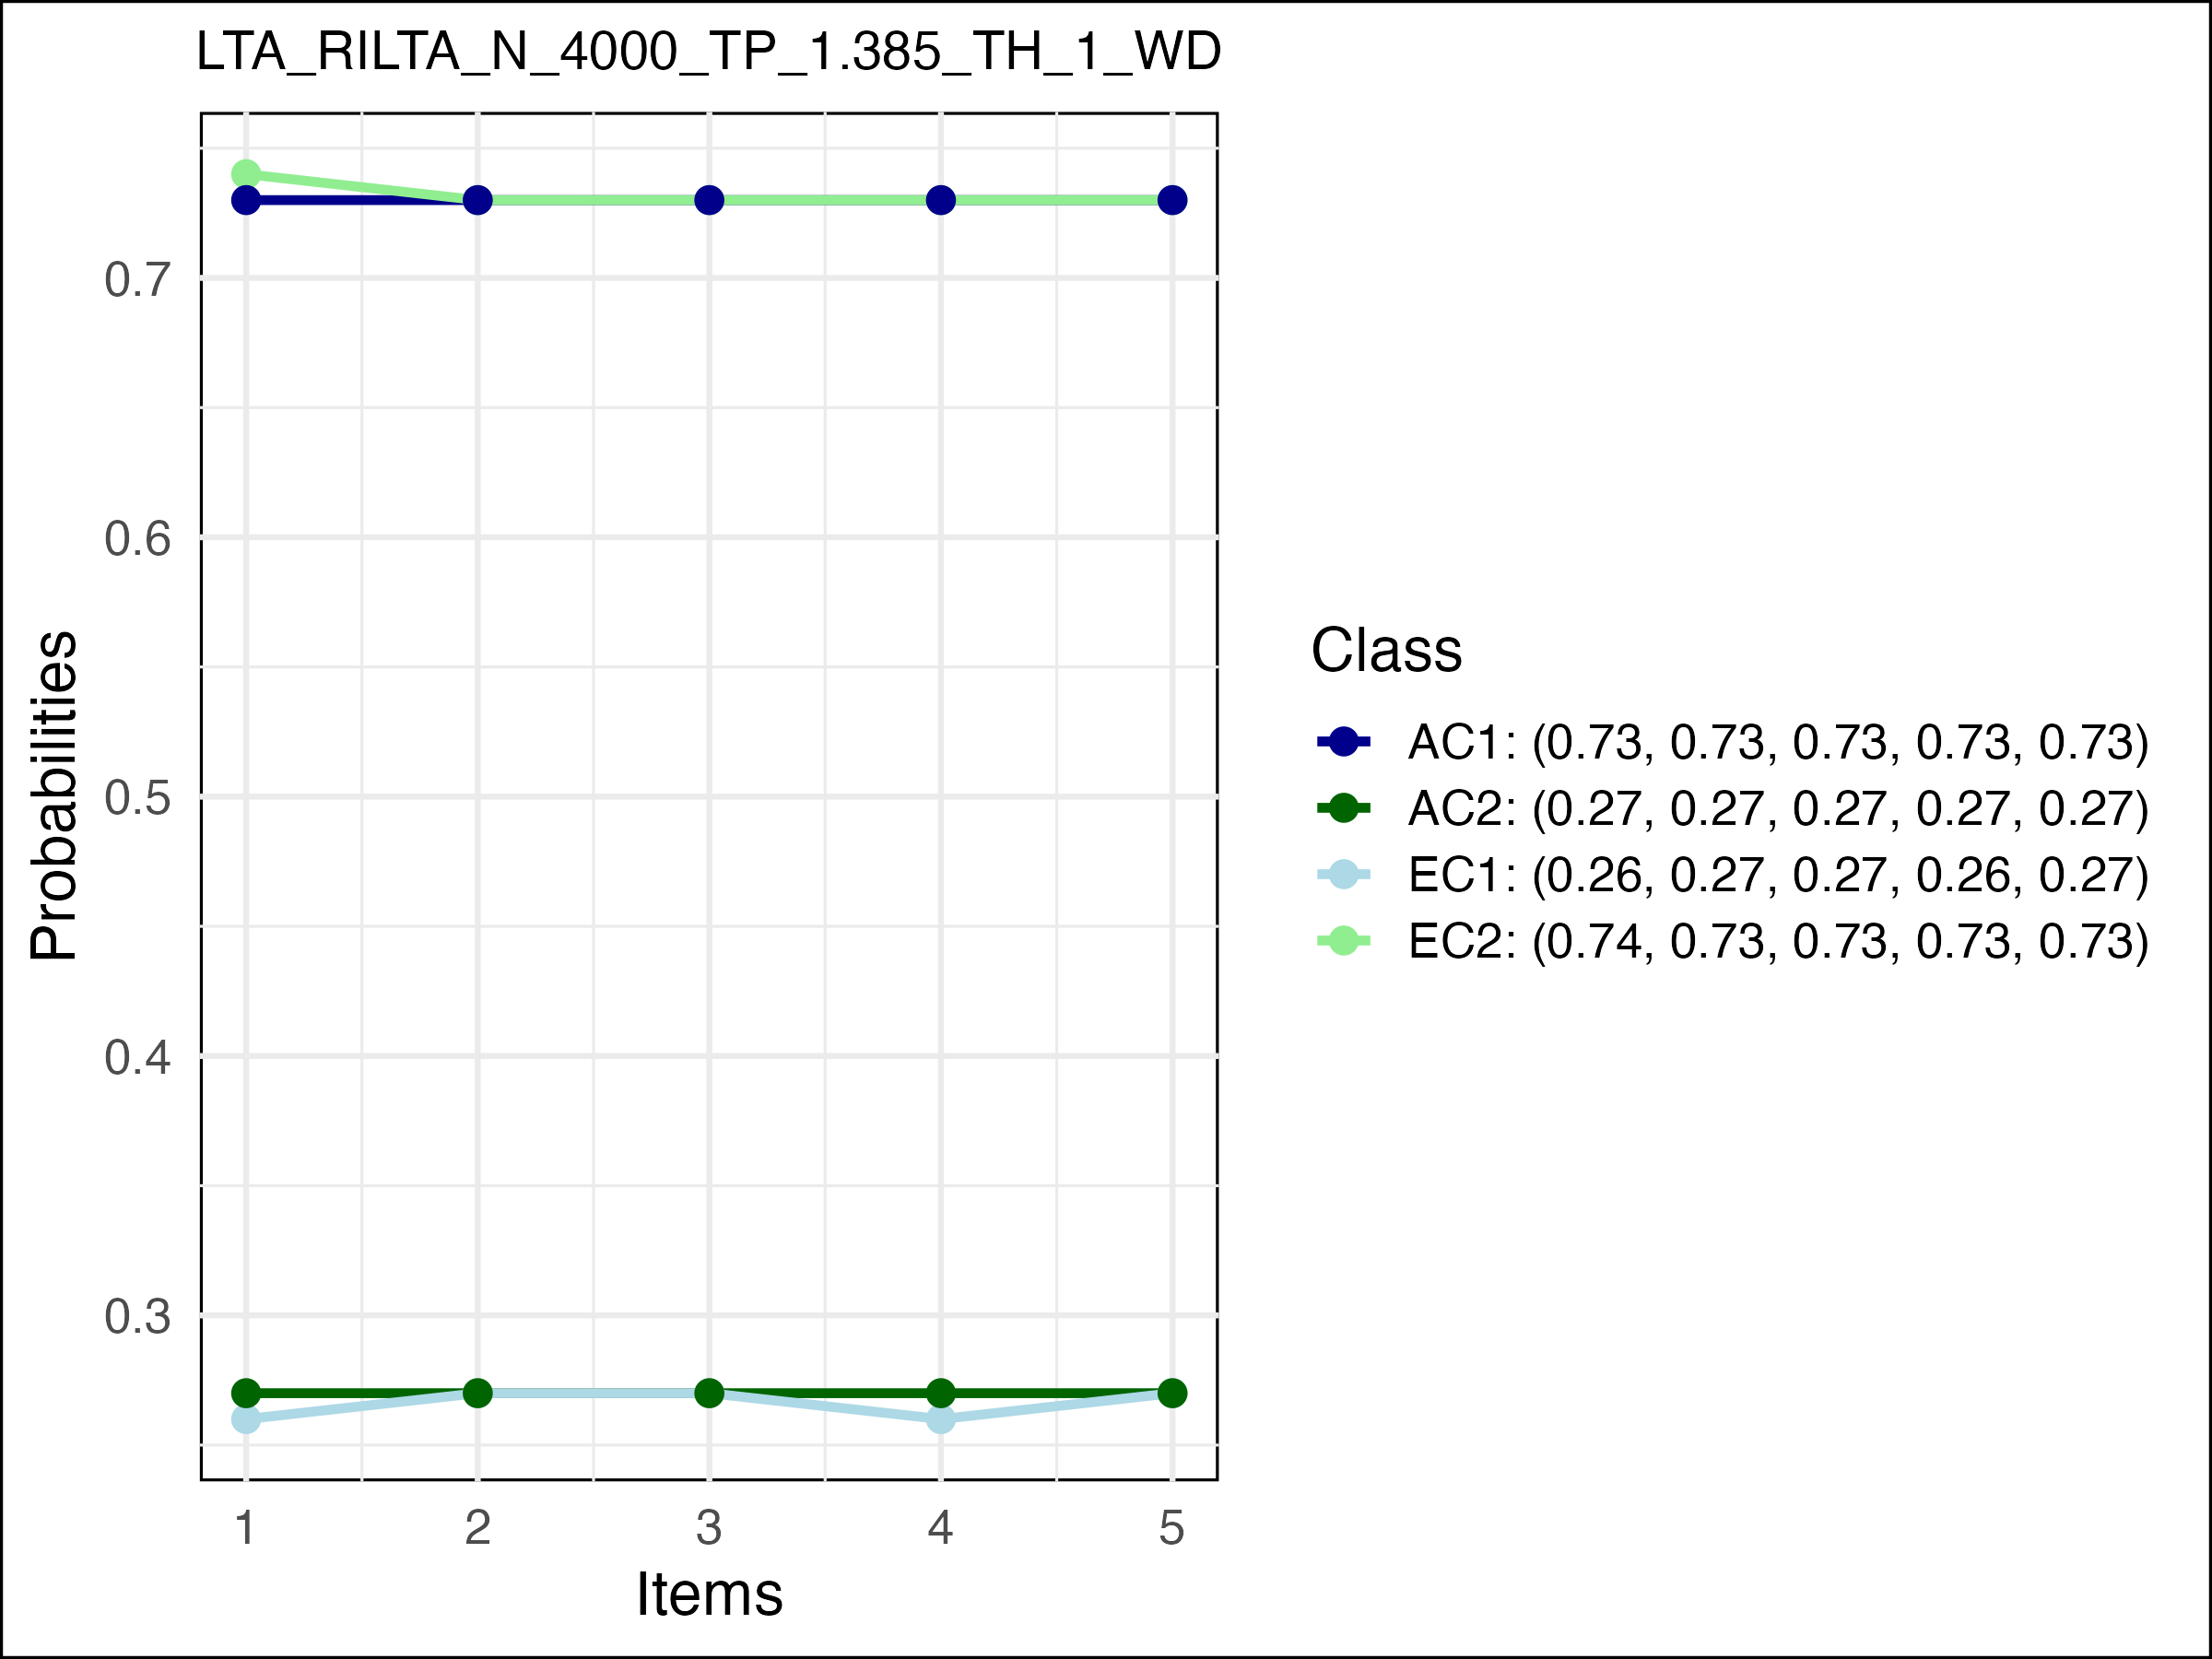 LTA_RILTA_N_4000_TP_1.385_TH_1_WD
Probabilities
0.7
0.6
0.5
0.4
0.3
1 2 3 4 5
Items
Class
AC1: (0.73, 0.73, 0.73, 0.73, 0.73)
AC2: (0.27, 0.27, 0.27, 0.27, 0.27)
EC1: (0.26, 0.27, 0.27, 0.26, 0.27)
EC2: (0.74, 0.73, 0.73, 0.73, 0.73)